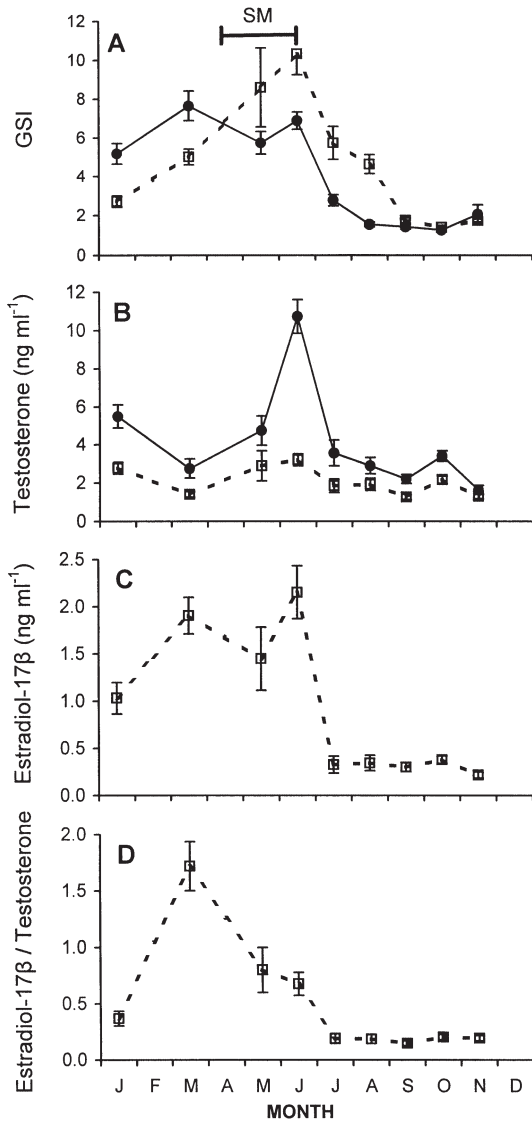 SM
A
GSI
12
10
8
6
4
2
0
B
Testosterone (ng ml⁻¹)
12
10
8
6
4
2
0
C
Estradiol-17β (ng ml⁻¹)
2.5
2.0
1.5
1.0
0.5
0.0
D
Estradiol-17β / Testosterone
2.0
1.5
1.0
0.5
0.0
J F M A M J J A S O N D
MONTH